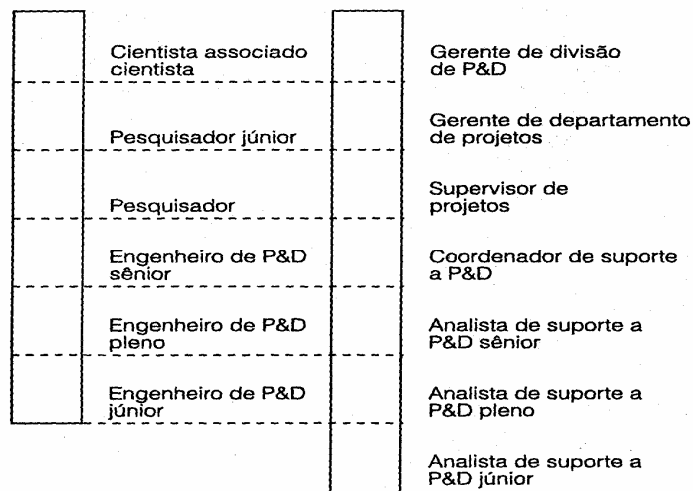 Cientista associado
cientista
Pesquisador júnior
Pesquisador
Engenheiro de P&D
sênior
Engenheiro de P&D
pleno
Engenheiro de P&D
júnior
Gerente de divisão
de P&D
Gerente de departamento
de projetos
Supervisor de
projetos
Coordenador de suporte
a P&D
Analista de suporte a
P&D sênior
Analista de suporte a
P&D pleno
Analista de suporte a
P&D júnior